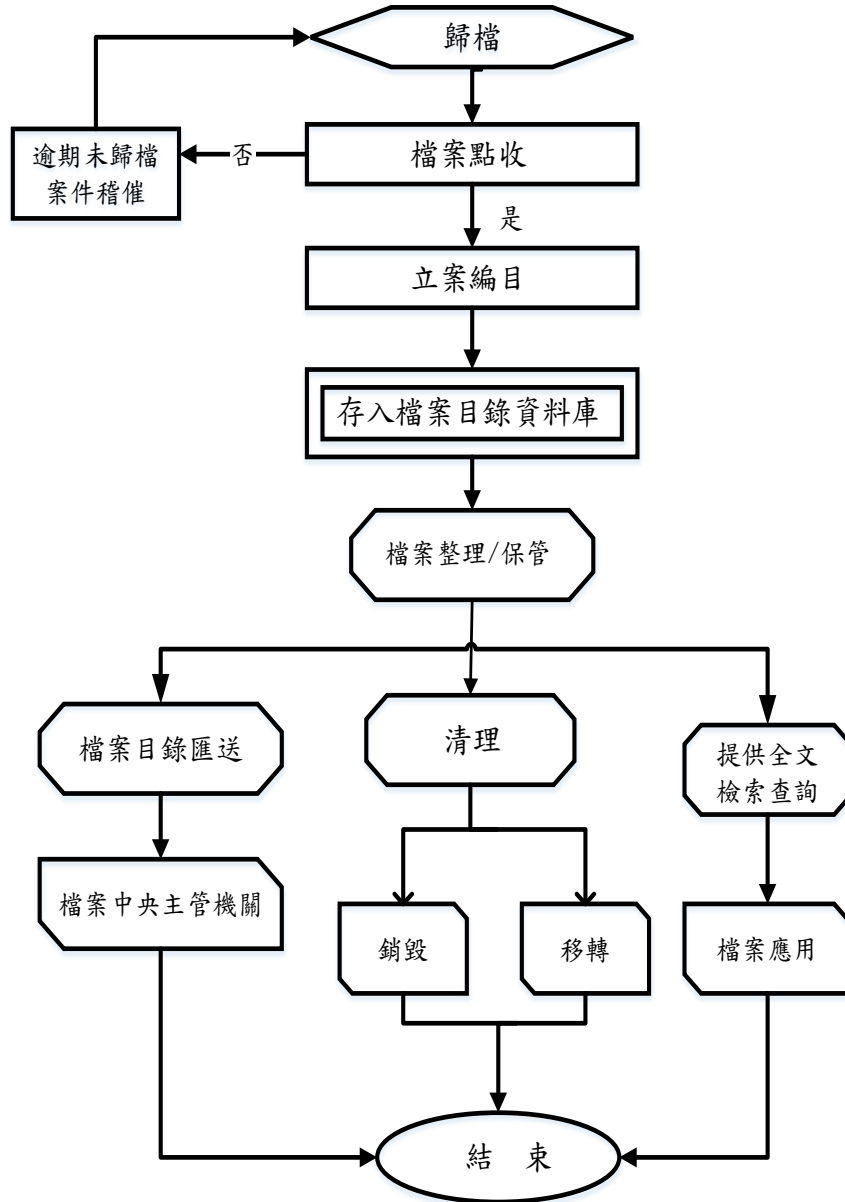 歸檔
檔案點收
否
逾期未歸檔
案件稽催
是
立案編目
存入檔案目錄資料庫
檔案整理/保管
檔案目錄匯送
清理
提供全文
檢索查詢
檔案中央主管機關
銷毀
移轉
檔案應用
結 束